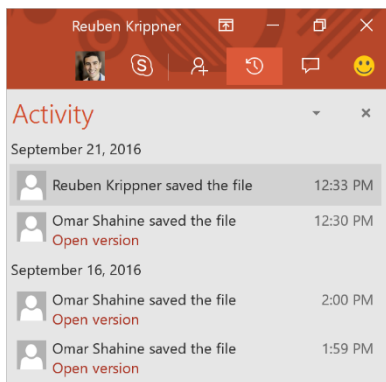 Reuben Krippner
Activity
September 21, 2016
Reuben Krippner saved the file 12:33 PM
Omar Shahine saved the file 12:30 PM
Open version
September 16, 2016
Omar Shahine saved the file 2:00 PM
Open version
Omar Shahine saved the file 1:59 PM
Open version